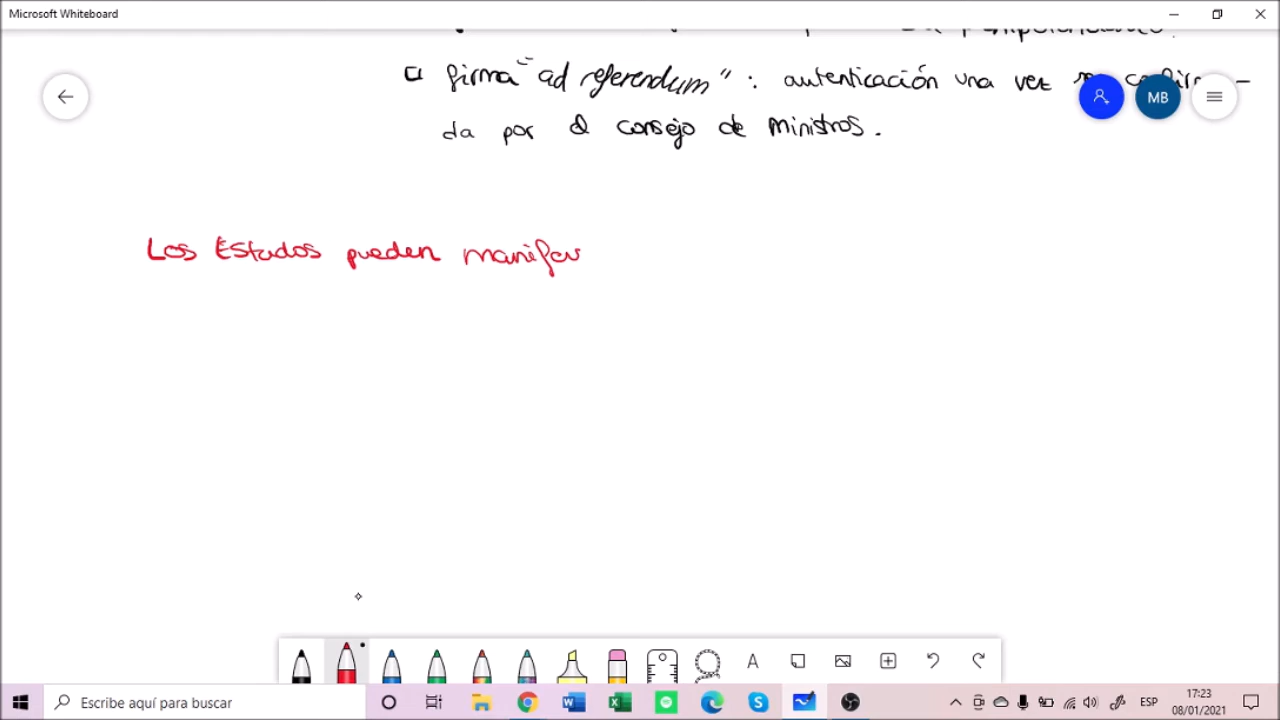 Microsoft Whiteboard
firma "ad referendum" : autenticación una vez
da por el consejo de ministros.
MB
Los Estados pueden manifes
A
Escribe aquí para buscar
ESP
17:23
08/01/2021